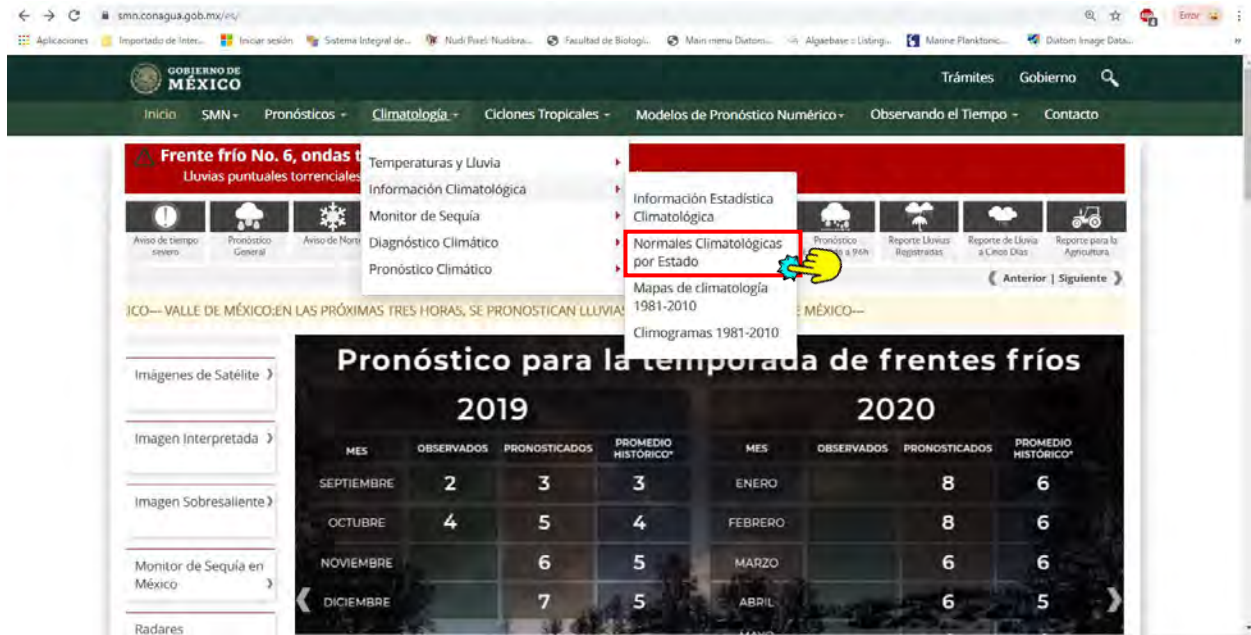 smn.conagua.gob.mx/es/
Error
Aplicaciones
Importado de Inter...
Iniciar sesión
Sistema Integral de...
Nudi Pixel: Nudibra...
Facultad de Biologí...
Main menu Diatom...
Algaebase :: Listing...
Marine Planktonic...
Diatom Image Data...
GOBIERNO DE
MÉXICO
Trámites
Gobierno
Inicio
SMN
Pronósticos
Climatología
Ciclones Tropicales
Modelos de Pronóstico Numérico
Observando el Tiempo
Contacto
Frente frío No. 6, ondas t
Lluvias puntuales torrenciales
Temperaturas y Lluvia
Información Climatológica
Monitor de Sequía
Diagnóstico Climático
Pronóstico Climático
Información Estadística
Climatológica
Normales Climatológicas
por Estado
Mapas de climatología
1981-2010
Climogramas 1981-2010
Aviso de tiempo
severo
Pronóstico
General
Aviso de Norte
Pronóstico
a 96h
Reporte Lluvias
Registradas
Reporte de Lluvia
a Cinco Días
Reporte para la
Agricultura
❰ Anterior | Siguiente ❱
ICO--- VALLE DE MÉXICO:EN LAS PRÓXIMAS TRES HORAS, SE PRONOSTICAN LLUVIAS
E MÉXICO---
Imágenes de Satélite ❯
Imagen Interpretada ❯
Imagen Sobresaliente ❯
Monitor de Sequía en
México ❯
Radares
Pronóstico para la temporada de frentes fríos
2019
2020
MES OBSERVADOS PRONOSTICADOS PROMEDIO HISTÓRICO* MES OBSERVADOS PRONOSTICADOS PROMEDIO HISTÓRICO*
SEPTIEMBRE 2 3 3 ENERO 8 6
OCTUBRE 4 5 4 FEBRERO 8 6
NOVIEMBRE 6 5 MARZO 6 6
DICIEMBRE 7 5 ABRIL 6 5
MAYO